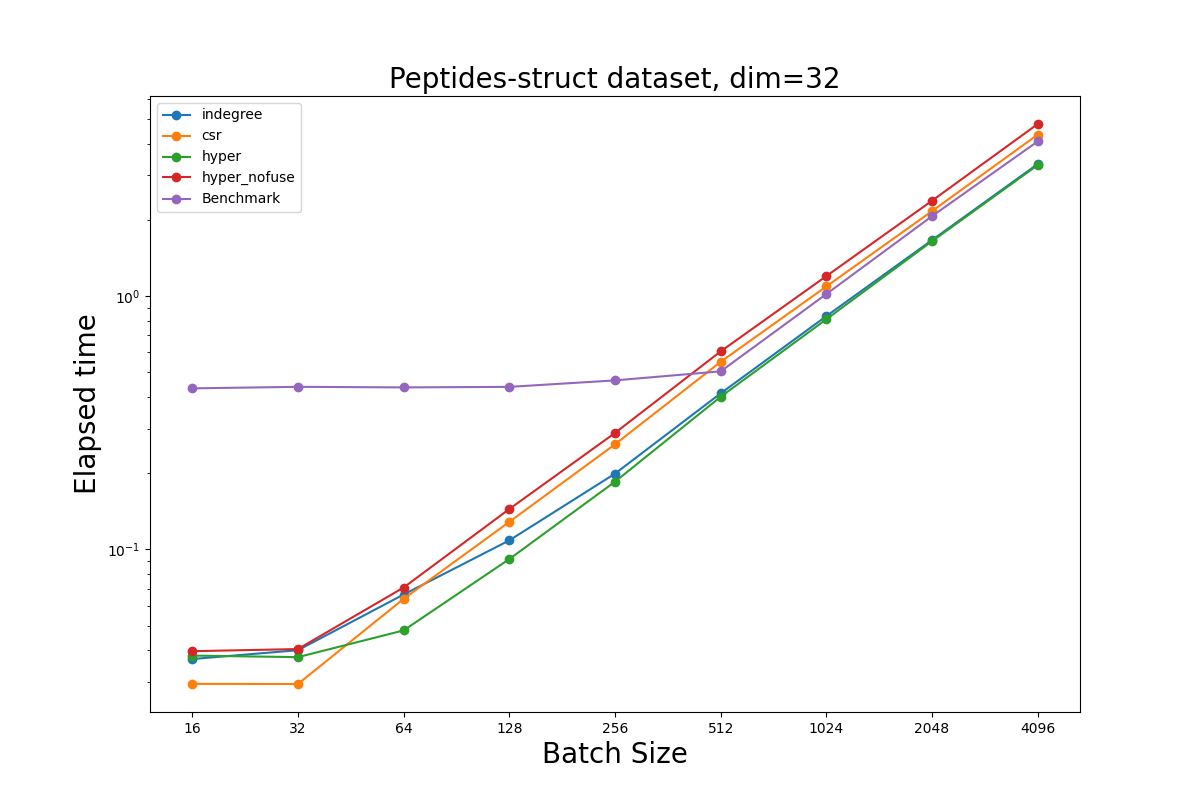 Peptides-struct dataset, dim=32
indegree
csr
hyper
hyper_nofuse
Benchmark
Elapsed time
10⁰
10⁻¹
16 32 64 128 256 512 1024 2048 4096
Batch Size